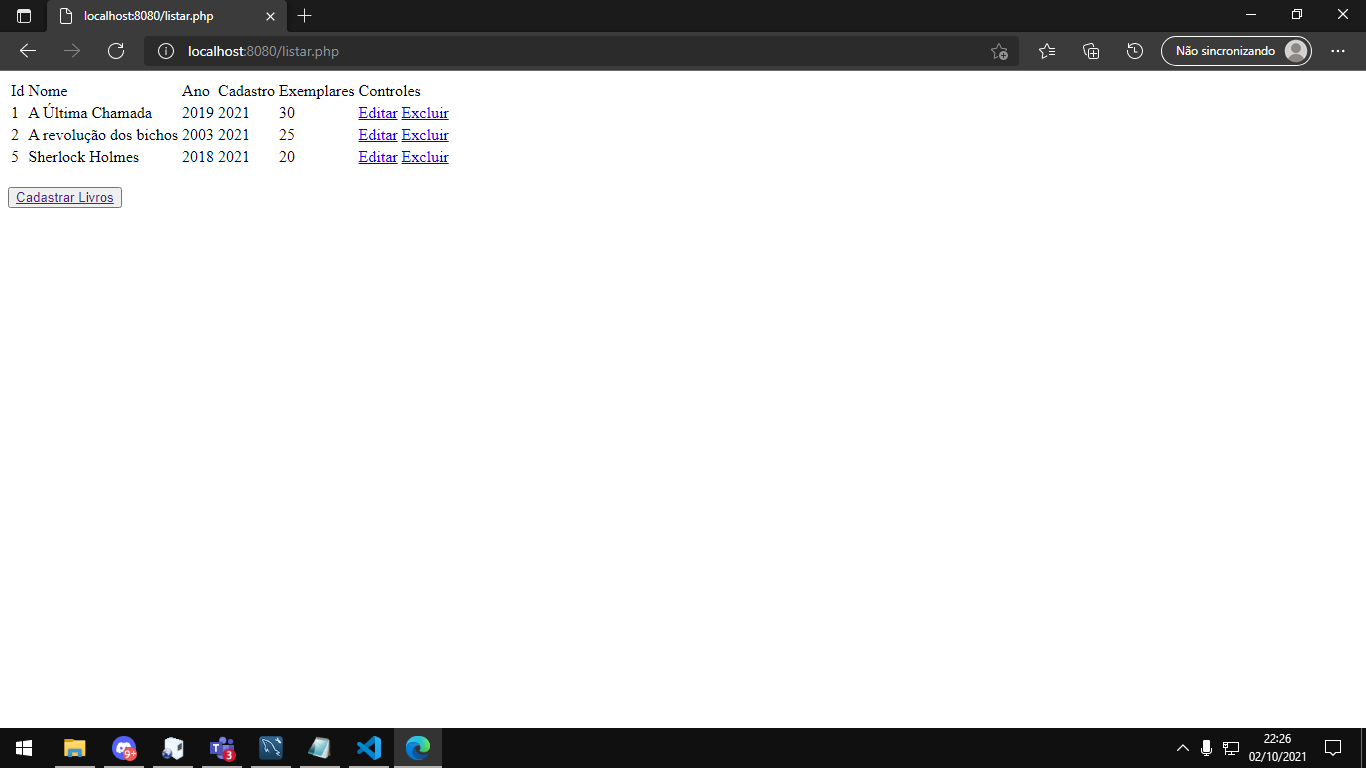 localhost:8080/listar.php
localhost:8080/listar.php
Não sincronizando
Id Nome Ano Cadastro Exemplares Controles
1 A Última Chamada 2019 2021 30 Editar Excluir
2 A revolução dos bichos 2003 2021 25 Editar Excluir
5 Sherlock Holmes 2018 2021 20 Editar Excluir
Cadastrar Livros
9+
3
22:26
02/10/2021